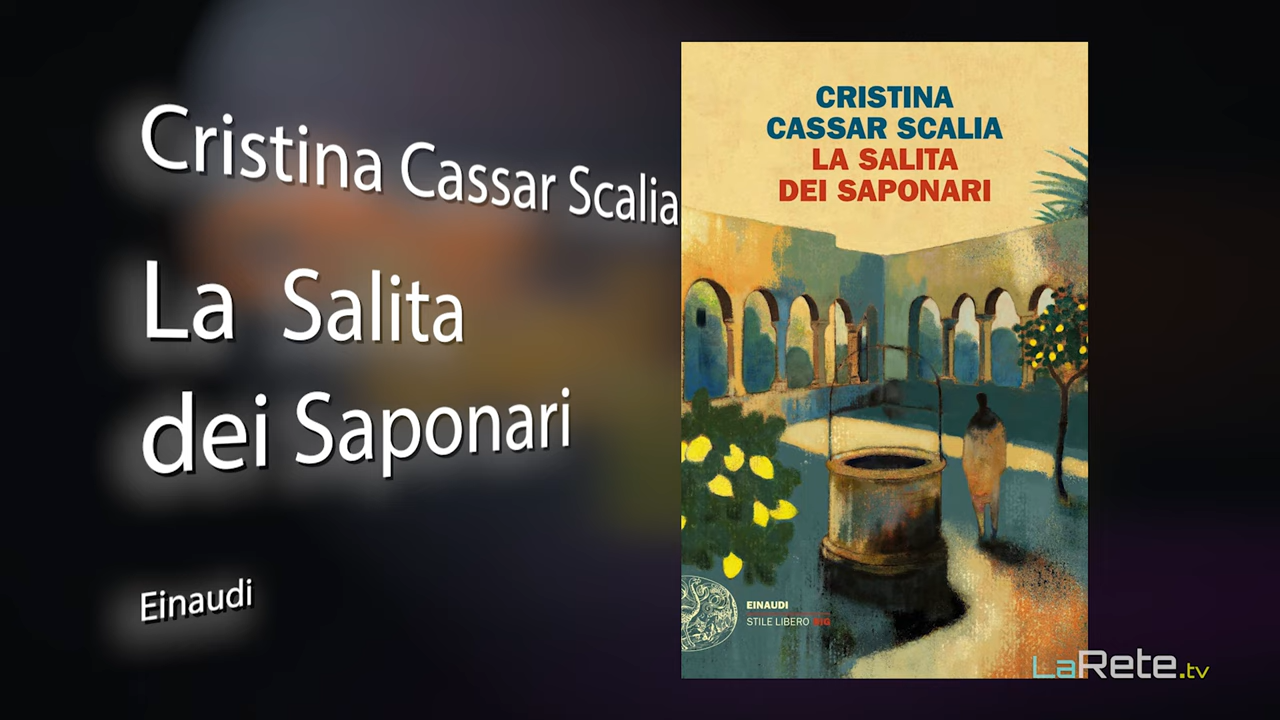 Cristina Cassar Scalia
La Salita
dei Saponari
Einaudi
CRISTINA
CASSAR SCALIA
LA SALITA
DEI SAPONARI
EINAUDI
STILE LIBERO BIG
LaRete.tv